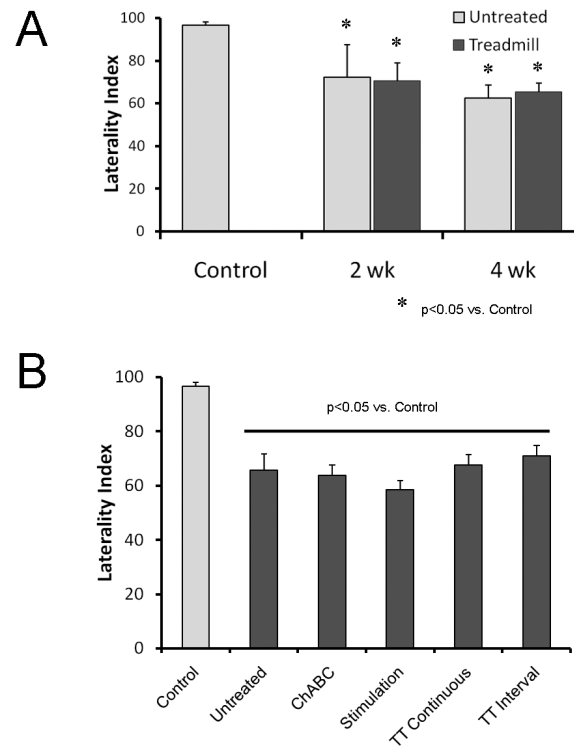 A
Laterality Index
100
80
60
40
20
0
Untreated
Treadmill
* * * *
Control 2 wk 4 wk
* p<0.05 vs. Control
B
Laterality Index
100
80
60
40
20
0
p<0.05 vs. Control
Control Untreated ChABC Stimulation TT Continuous TT Interval